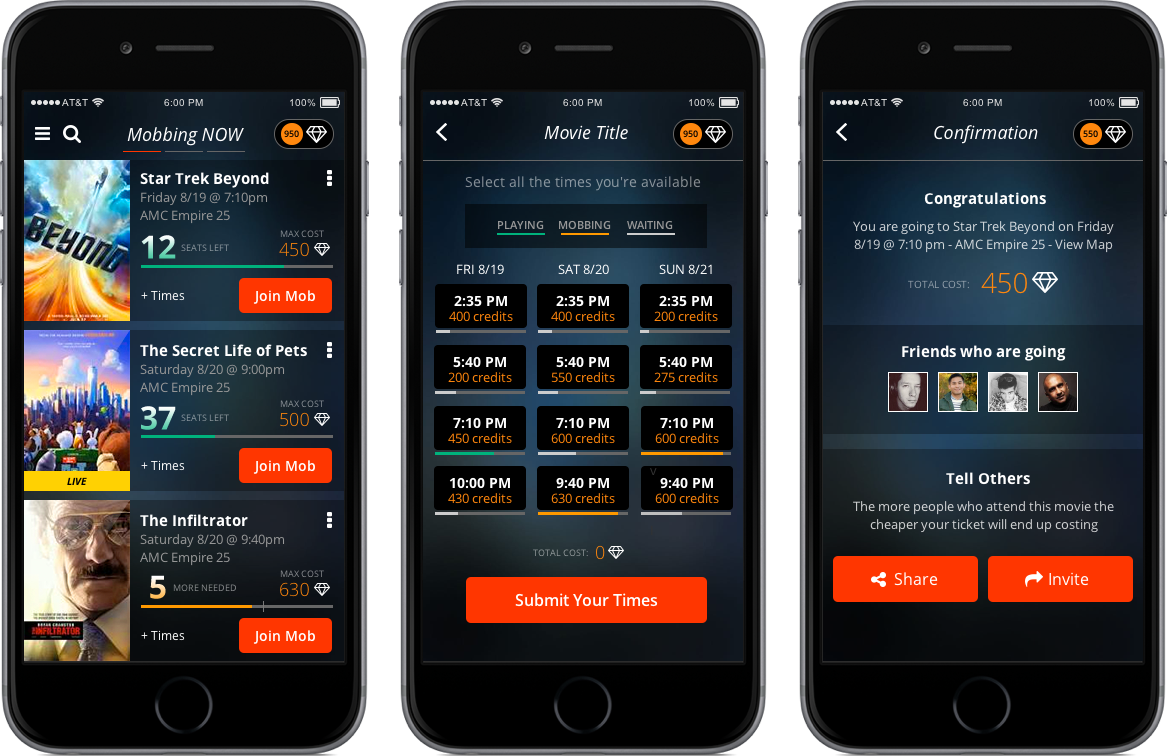 AT&T 6:00 PM 100%
Mobbing NOW 950
BEYOND
Star Trek Beyond
Friday 8/19 @ 7:10pm
AMC Empire 25
12 SEATS LEFT MAX COST 450
+ Times Join Mob
The Secret Life of Pets
Saturday 8/20 @ 9:00pm
AMC Empire 25
37 SEATS LEFT MAX COST 500
LIVE
+ Times Join Mob
The Infiltrator
Saturday 8/20 @ 9:40pm
AMC Empire 25
5 MORE NEEDED MAX COST 630
BRYAN CRANSTON
THE INFILTRATOR
+ Times Join Mob
AT&T 6:00 PM 100%
Movie Title 950
Select all the times you're available
PLAYING MOBBING WAITING
FRI 8/19 SAT 8/20 SUN 8/21
2:35 PM 2:35 PM 2:35 PM
400 credits 400 credits 200 credits
5:40 PM 5:40 PM 5:40 PM
200 credits 550 credits 275 credits
7:10 PM 7:10 PM 7:10 PM
450 credits 600 credits 600 credits
V
10:00 PM 9:40 PM 9:40 PM
430 credits 630 credits 600 credits
TOTAL COST: 0
Submit Your Times
AT&T 6:00 PM 100%
Confirmation 550
Congratulations
You are going to Star Trek Beyond on Friday
8/19 @ 7:10 pm - AMC Empire 25 - View Map
TOTAL COST: 450
Friends who are going
Tell Others
The more people who attend this movie the
cheaper your ticket will end up costing
Share Invite